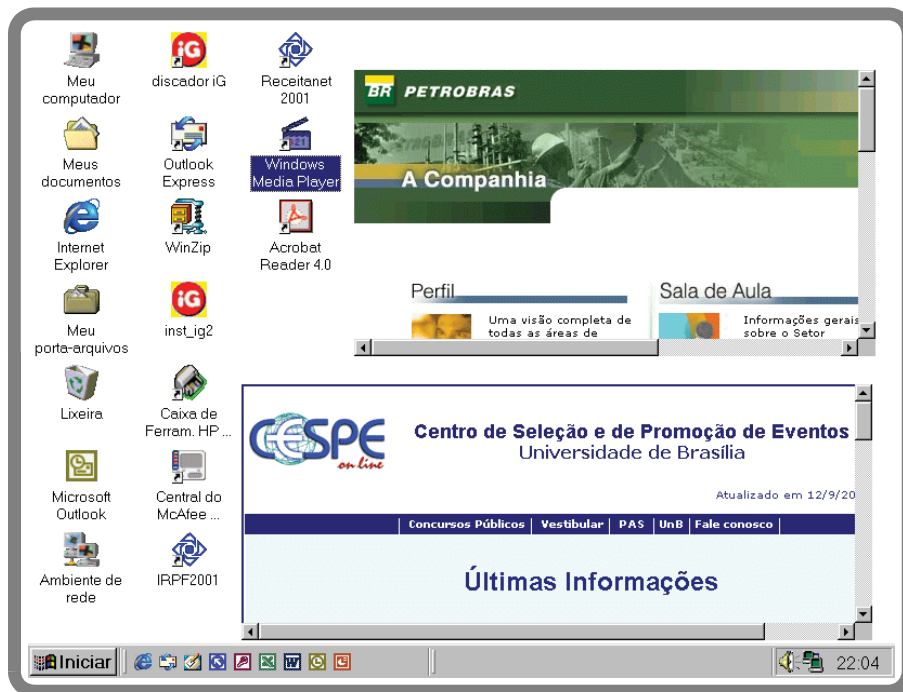 Meu
computador
discador iG
Receitanet
2001
Meus
documentos
Outlook
Express
Windows
Media Player
Internet
Explorer
WinZip
Acrobat
Reader 4.0
Meu
porta-arquivos
inst_ig2
Lixeira
Caixa de
Ferram. HP ...
Microsoft
Outlook
Central do
McAfee ...
Ambiente de
rede
IRPF2001
BR PETROBRAS
A Companhia
Perfil
Uma visão completa de
todas as áreas de
Sala de Aula
Informações gerais
sobre o Setor
CESPE
on line
Centro de Seleção e de Promoção de Eventos
Universidade de Brasília
Atualizado em 12/9/20
Concursos Públicos | Vestibular | PAS | UnB | Fale conosco |
Últimas Informações
Iniciar
22:04